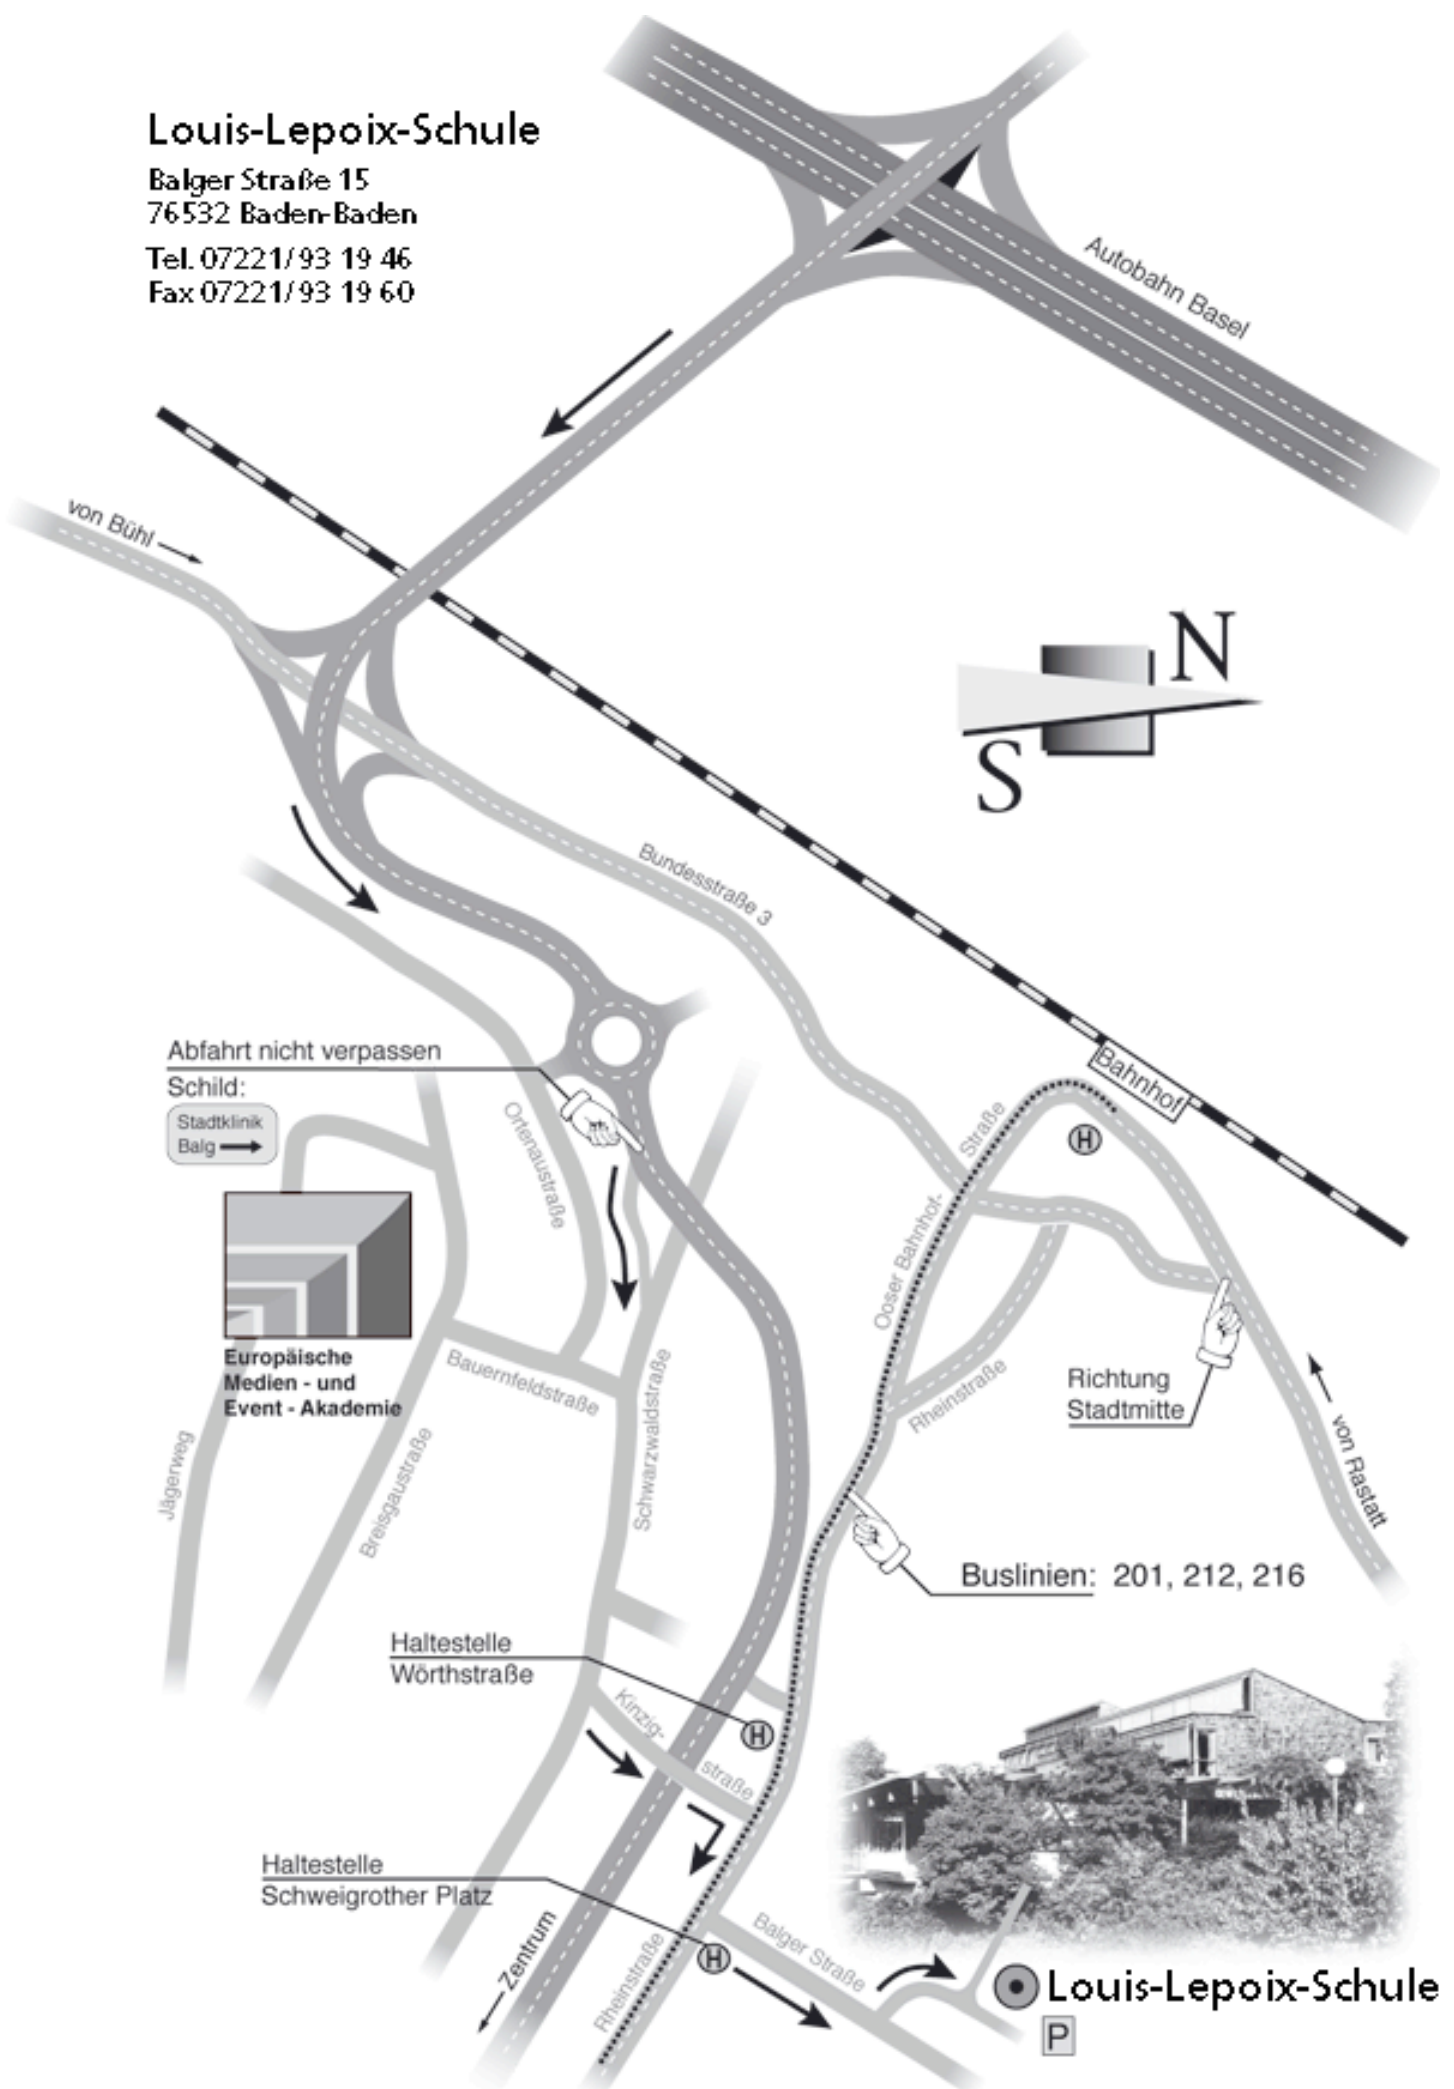 Louis-Lepoix-Schule
Balger Straße 15
76532 Baden-Baden
Tel. 07221/93 19 46
Fax 07221/93 19 60
Autobahn Basel
von Bühl
N
S
Bundesstraße 3
Bahnhof
Abfahrt nicht verpassen
Schild:
Stadtklinik
Balg
Ortenaustraße
H
Ooser Bahnhof-
Straße
Europäische
Medien - und
Event - Akademie
Bauernfeldstraße
Schwarzwaldstraße
Rheinstraße
Richtung
Stadtmitte
von Rastatt
Jägerweg
Breisgaustraße
Buslinien: 201, 212, 216
Haltestelle
Wörthstraße
Kinzig-
straße
H
Haltestelle
Schweigrother Platz
Zentrum
Rheinstraße
H
Balger Straße
Louis-Lepoix-Schule
P